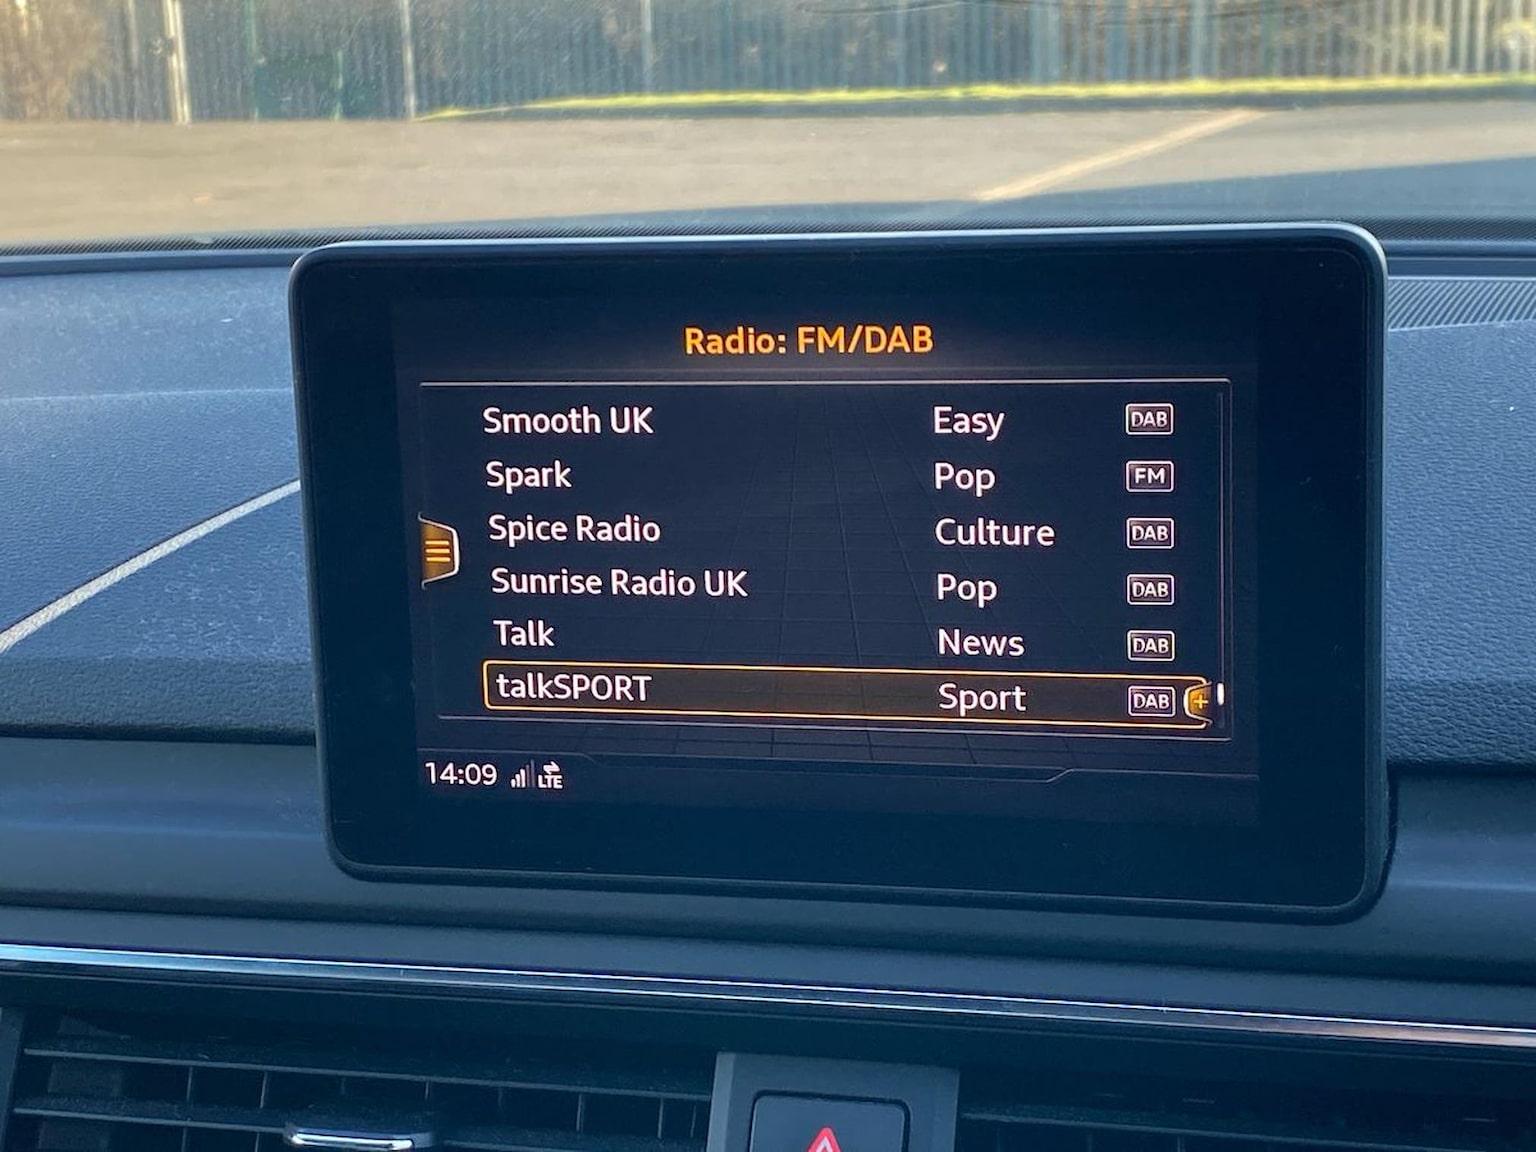 Radio: FM/DAB
Smooth UK Easy DAB
Spark Pop FM
Spice Radio Culture DAB
Sunrise Radio UK Pop DAB
Talk News DAB
talkSPORT Sport DAB +
14:09 LTE